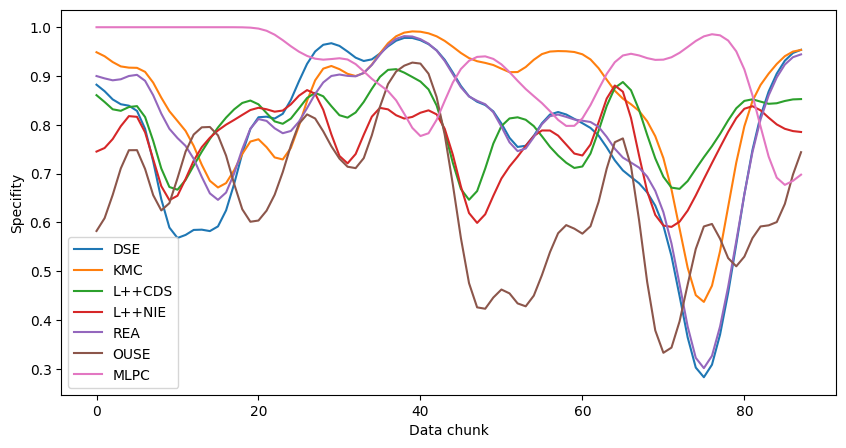 1.0
0.9
0.8
0.7
0.6
0.5
0.4
0.3
Specifity
DSE
KMC
L++CDS
L++NIE
REA
OUSE
MLPC
0 20 40 60 80
Data chunk